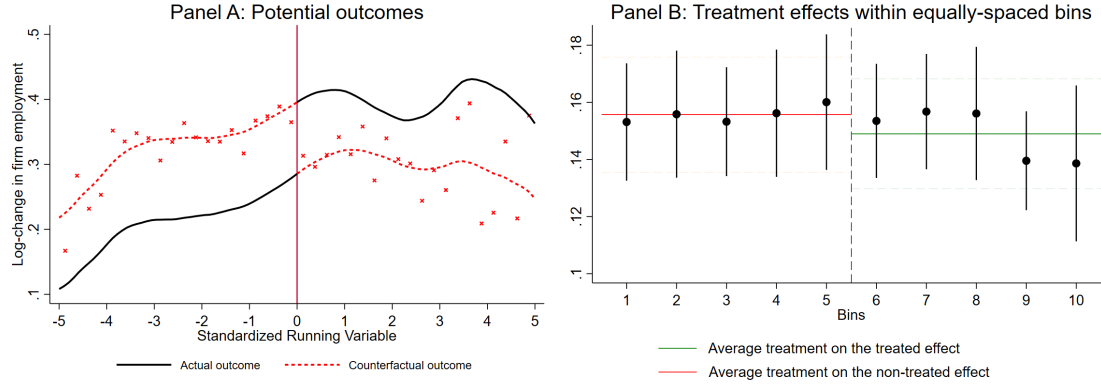 Panel A: Potential outcomes
Log-change in firm employment
.5
.4
.3
.2
.1
-5 -4 -3 -2 -1 0 1 2 3 4 5
Standardized Running Variable
Actual outcome
Counterfactual outcome
Panel B: Treatment effects within equally-spaced bins
.18
.16
.14
.12
.1
1 2 3 4 5 6 7 8 9 10
Bins
Average treatment on the treated effect
Average treatment on the non-treated effect